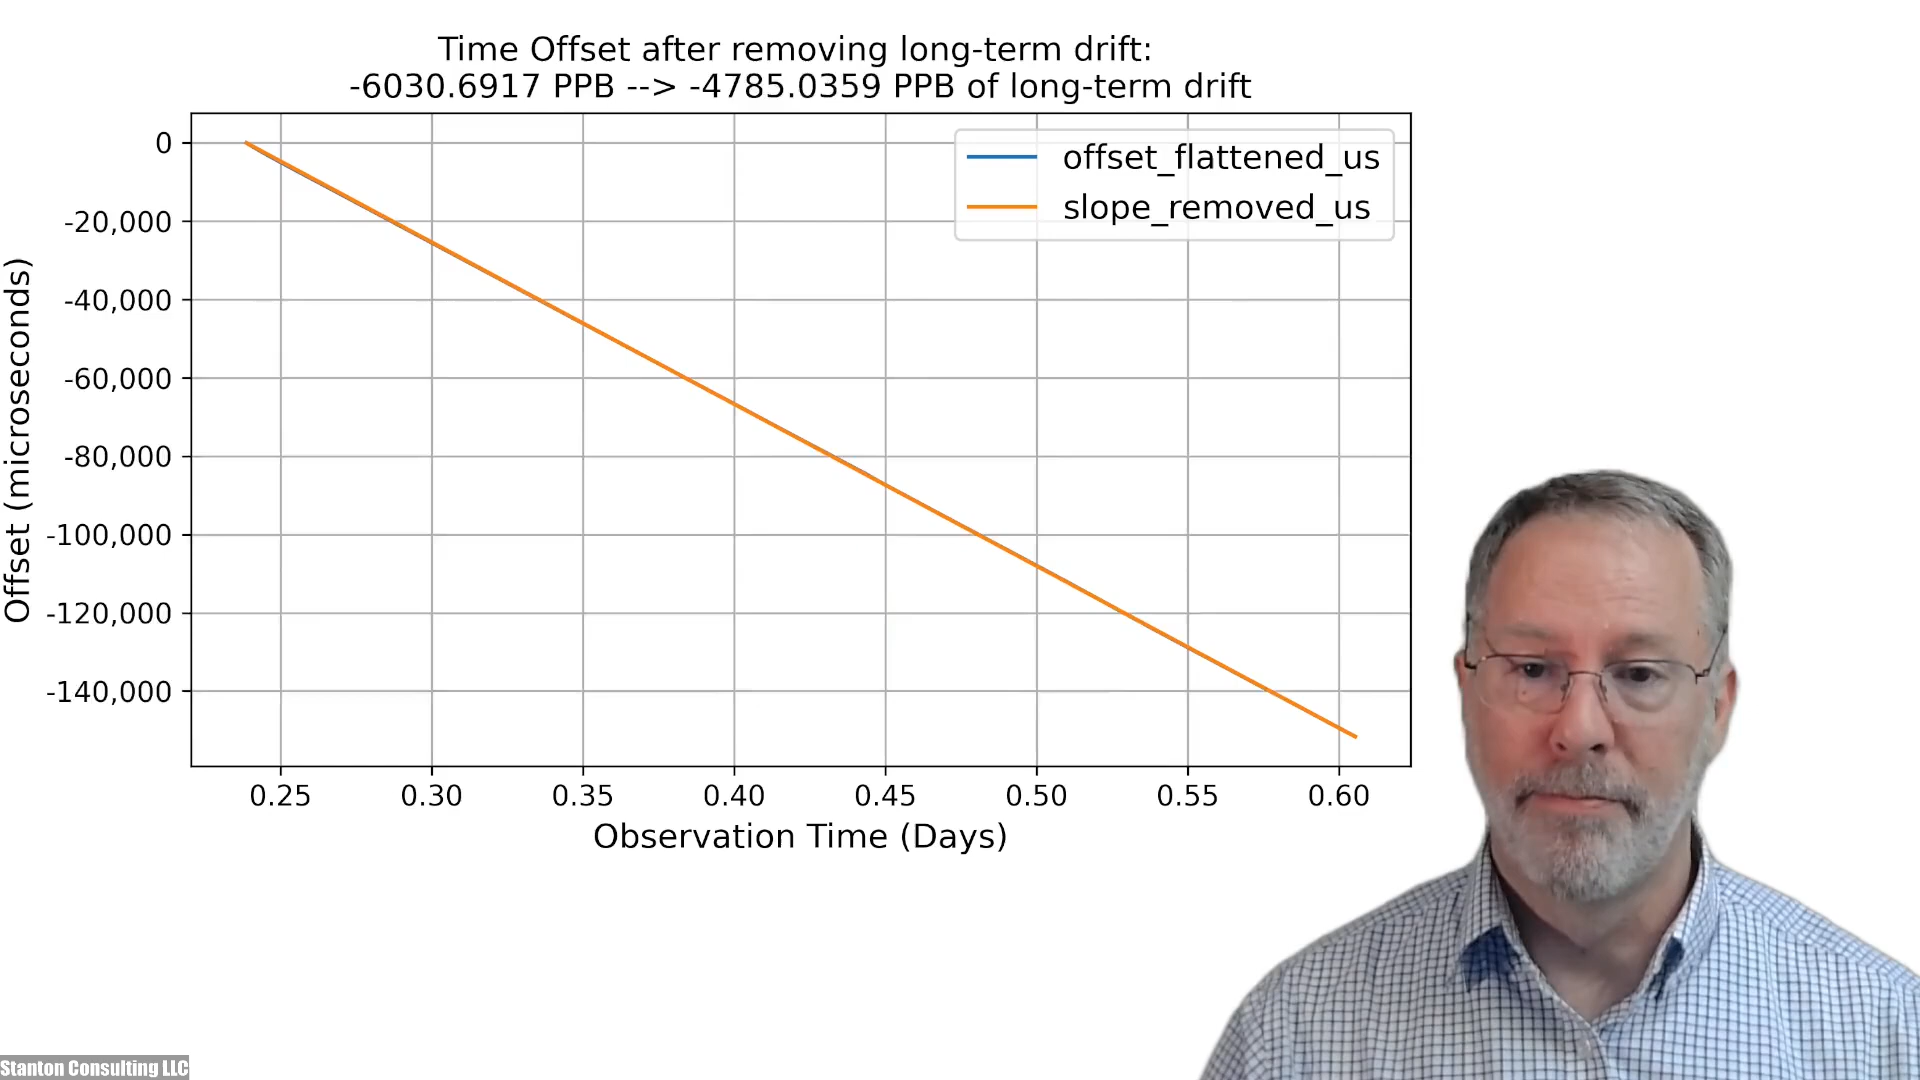 Time Offset after removing long-term drift:
-6030.6917 PPB --> -4785.0359 PPB of long-term drift
offset_flattened_us
slope_removed_us
Offset (microseconds)
0
-20,000
-40,000
-60,000
-80,000
-100,000
-120,000
-140,000
0.25 0.30 0.35 0.40 0.45 0.50 0.55 0.60
Observation Time (Days)
Stanton Consulting LLC